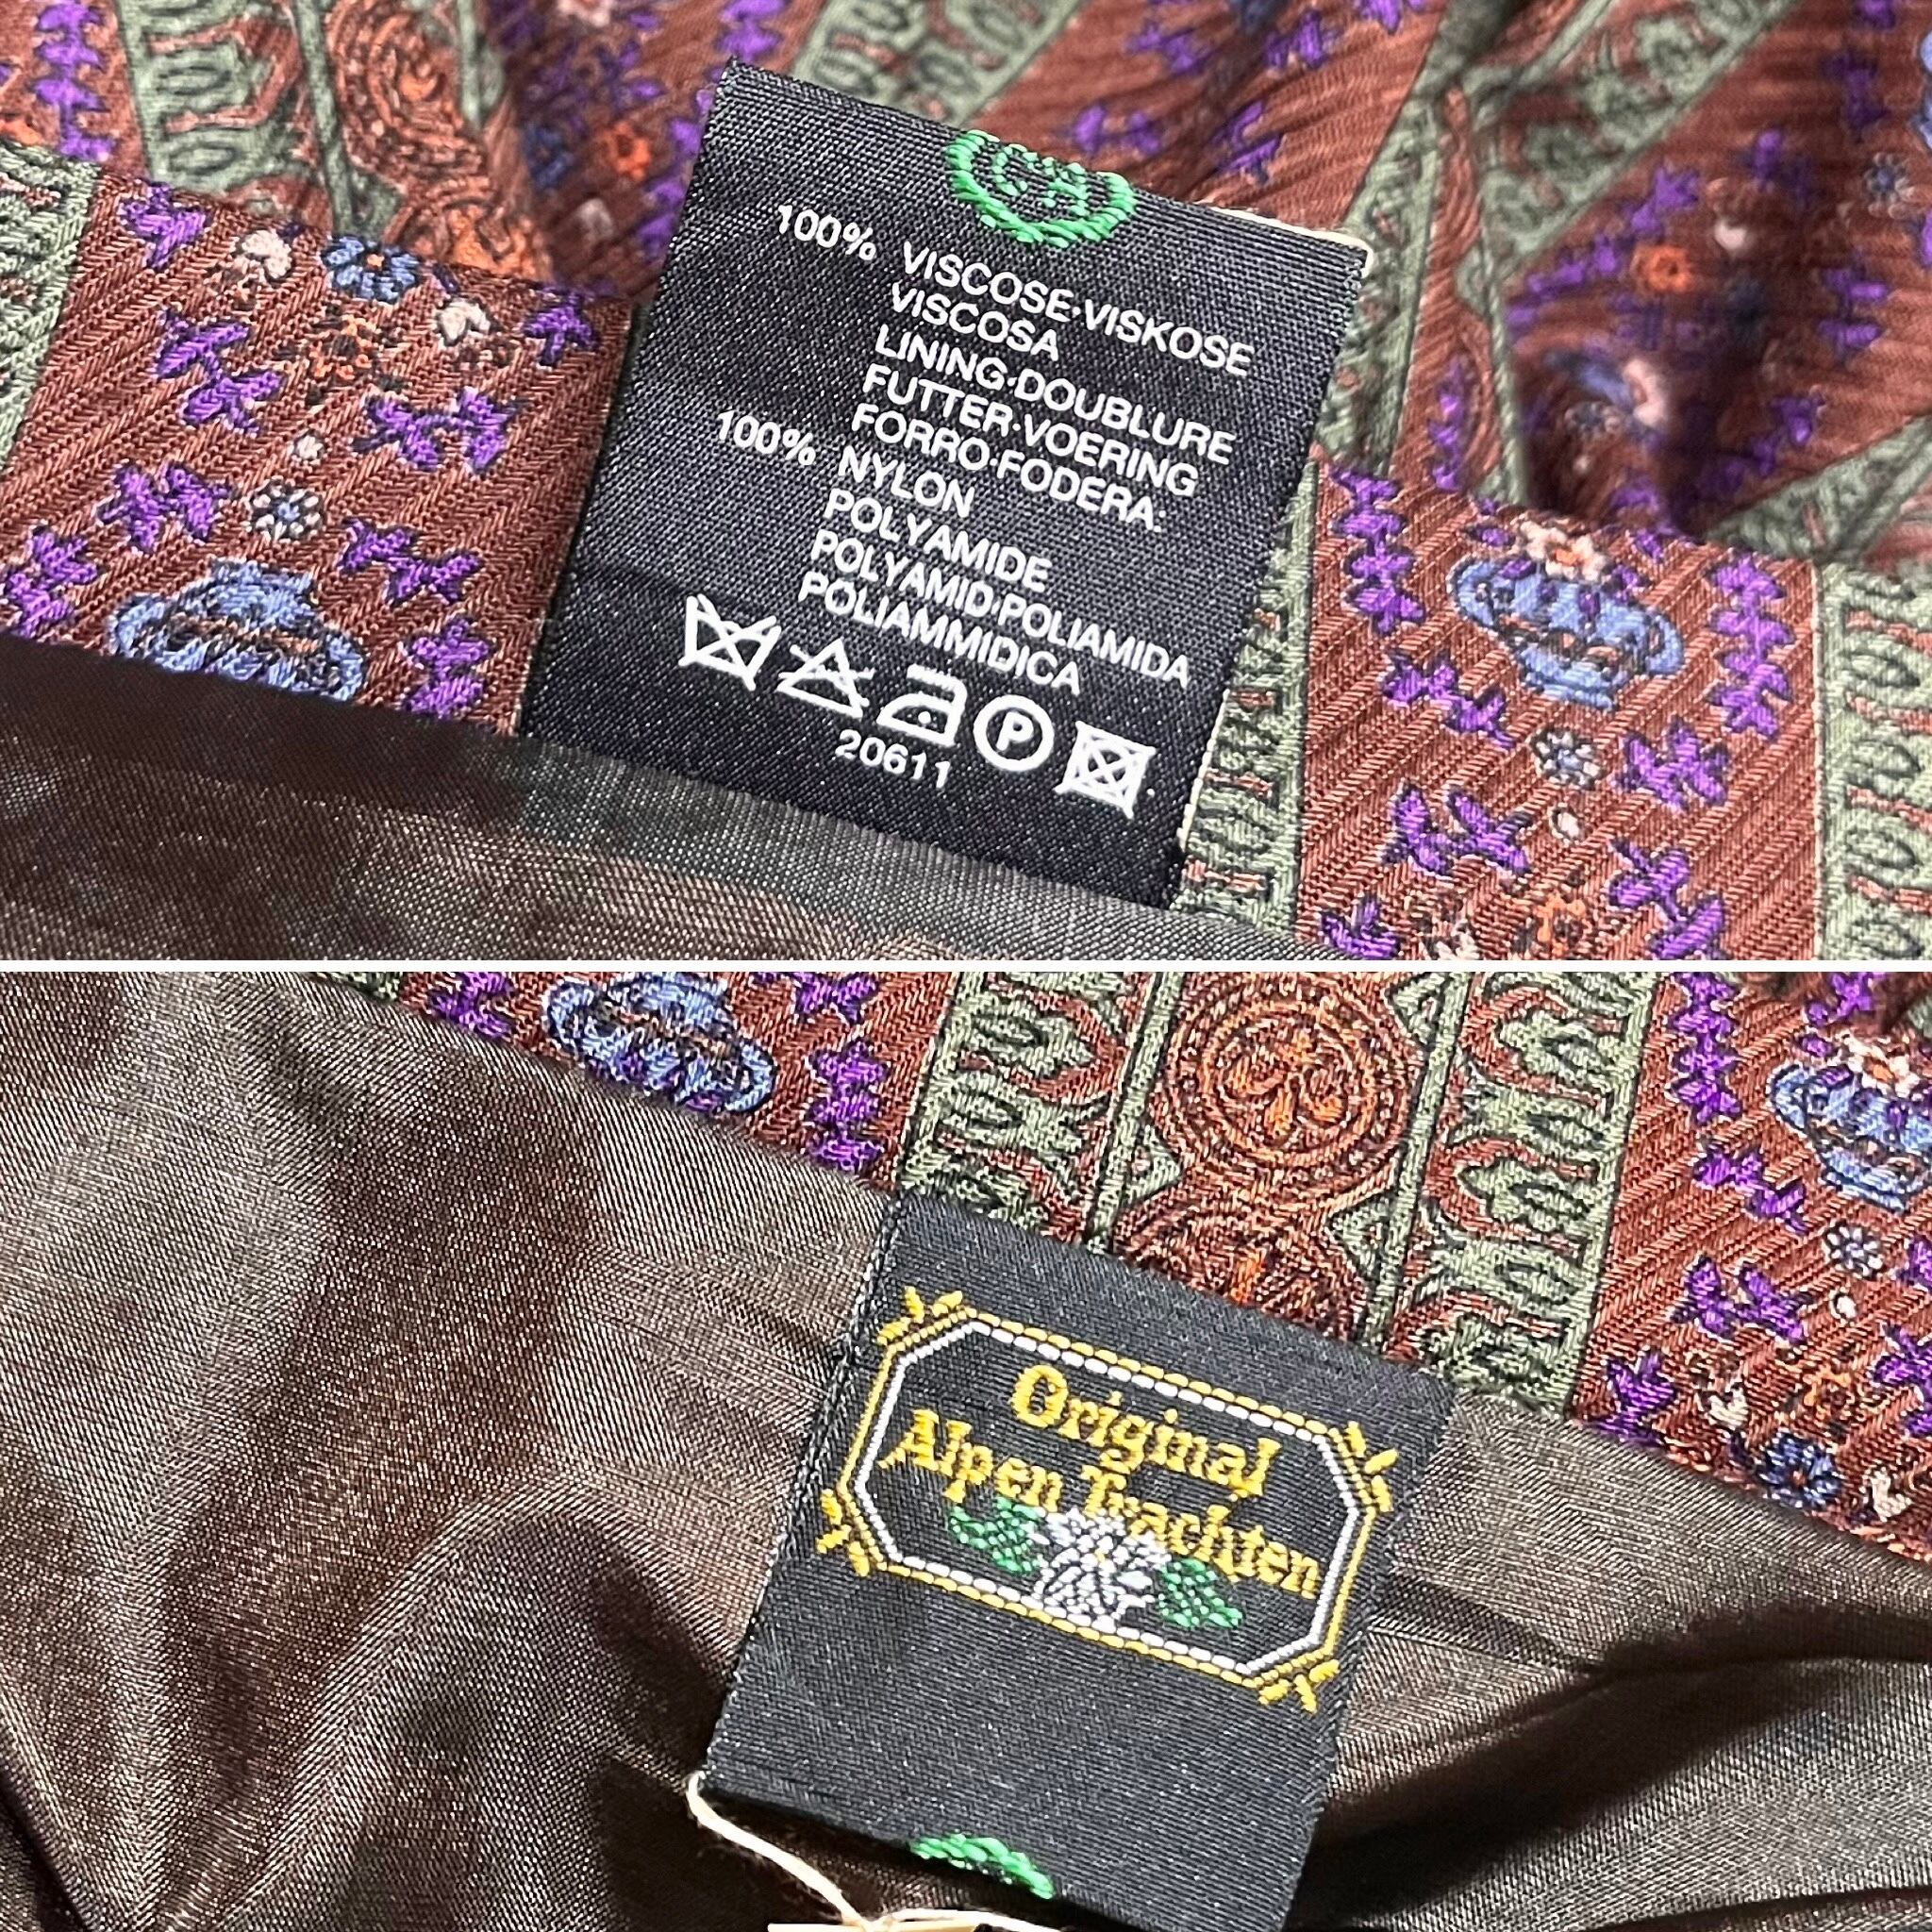 CA
100% VISCOSE·VISKOSE
VISCOSA
LINING·DOUBLURE
FUTTER·VOERING
FORRO·FODERA:
100% NYLON
POLYAMIDE
POLYAMID·POLIAMIDA
POLIAMMIDICA
P
20611
Original
Alpen Trachten